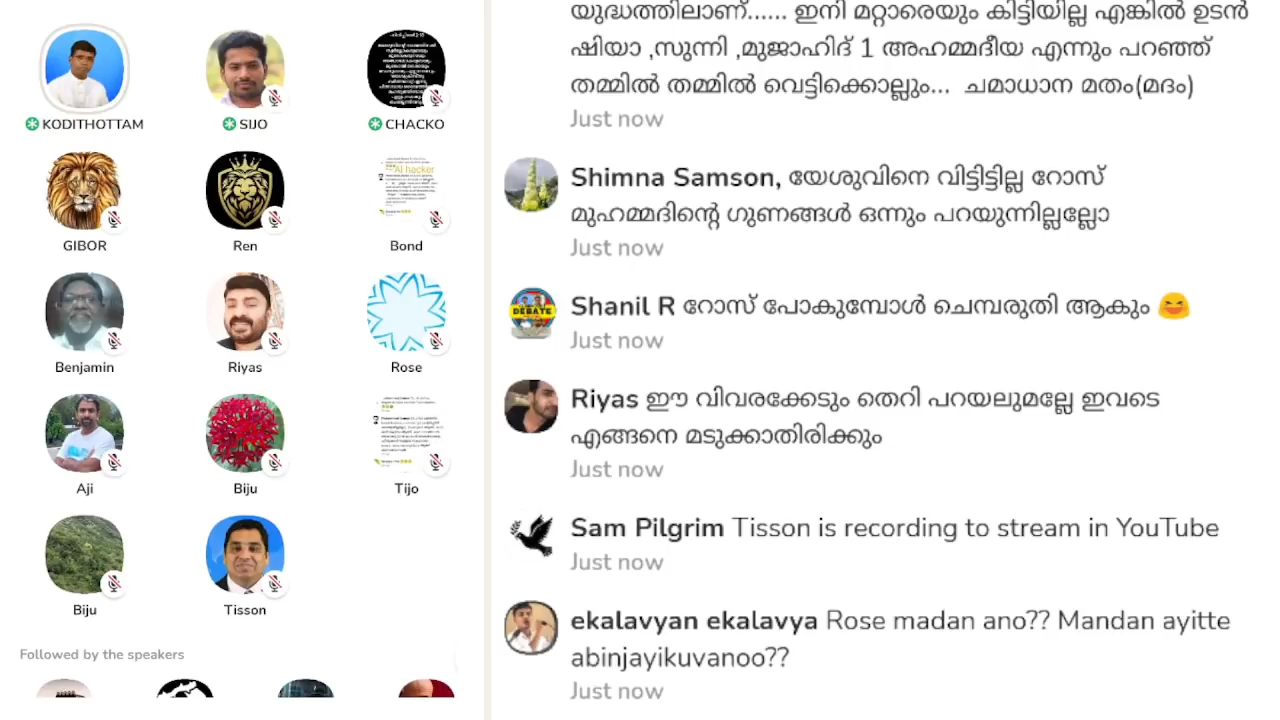 KODITHOTTAM
SIJO
CHACKO
GIBOR
Ren
AI hacker
Bond
Benjamin
Riyas
Rose
Aji
Biju
Tijo
Biju
Tisson
Followed by the speakers
യുദ്ധത്തിലാണ്...... ഇനി മറ്റാരെയും കിട്ടിയില്ല എങ്കിൽ ഉടൻ
ഷിയാ ,സുന്നി ,മുജാഹിദ് 1 അഹമ്മദീയ എന്നും പറഞ്ഞ്
തമ്മിൽ തമ്മിൽ വെട്ടിക്കൊല്ലും... ചമാധാന മതം(മദം)
Just now
Shimna Samson, യേശുവിനെ വിട്ടിട്ടില്ല റോസ്
മുഹമ്മദിന്റെ ഗുണങ്ങൾ ഒന്നും പറയുന്നില്ലല്ലോ
Just now
DEBATE
Shanil R റോസ് പോകുമ്പോൾ ചെമ്പരുതി ആകും 😆
Just now
Riyas ഈ വിവരക്കേടും തെറി പറയലുമല്ലേ ഇവടെ
എങ്ങനെ മടുക്കാതിരിക്കും
Just now
Sam Pilgrim Tisson is recording to stream in YouTube
Just now
ekalavyan ekalavya Rose madan ano?? Mandan ayitte
abinjayikuvanoo??
Just now